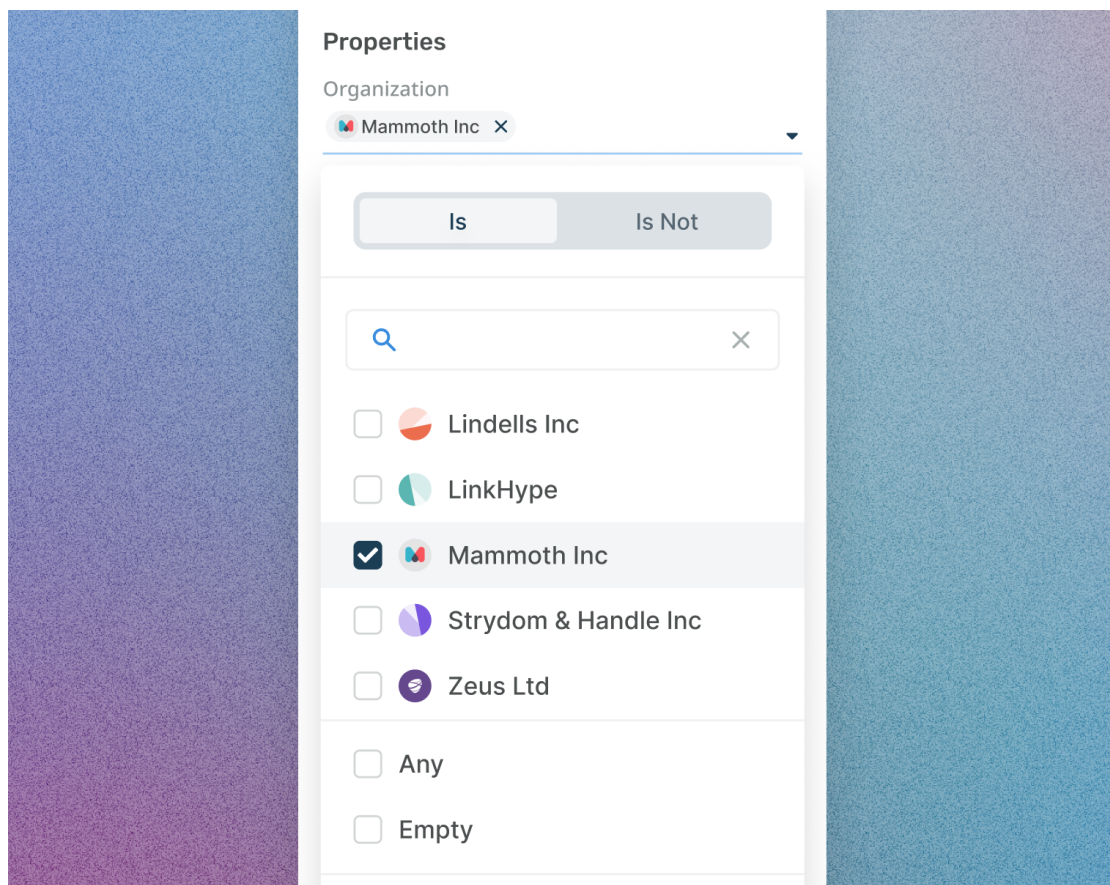 Properties
Organization
Mammoth Inc
Is Is Not
Lindells Inc
LinkHype
Mammoth Inc
Strydom & Handle Inc
Zeus Ltd
Any
Empty